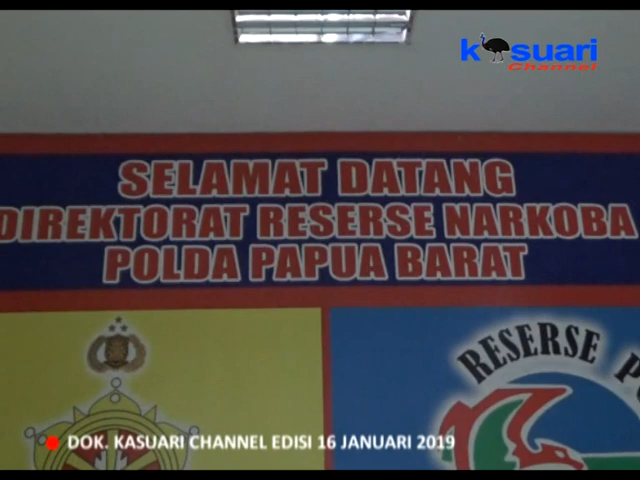 kasuari
Channel
SELAMAT DATANG
DIREKTORAT RESERSE NARKOBA
POLDA PAPUA BARAT
RESERSE
DOK. KASUARI CHANNEL EDISI 16 JANUARI 2019